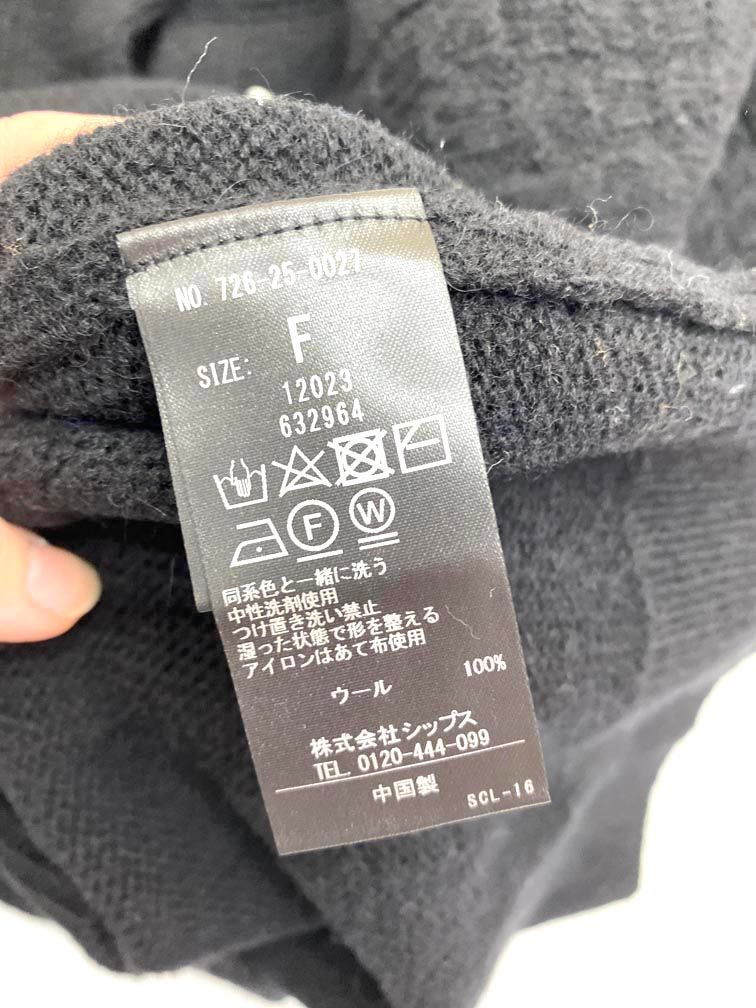 NO. 726-25-0027
SIZE: F
12023
632964
F W
同系色と一緒に洗う
中性洗剤使用
つけ置き洗い禁止
湿った状態で形を整える
アイロンはあて布使用
ウール 100%
株式会社シップス
TEL. 0120-444-099
中国製 SCL-16